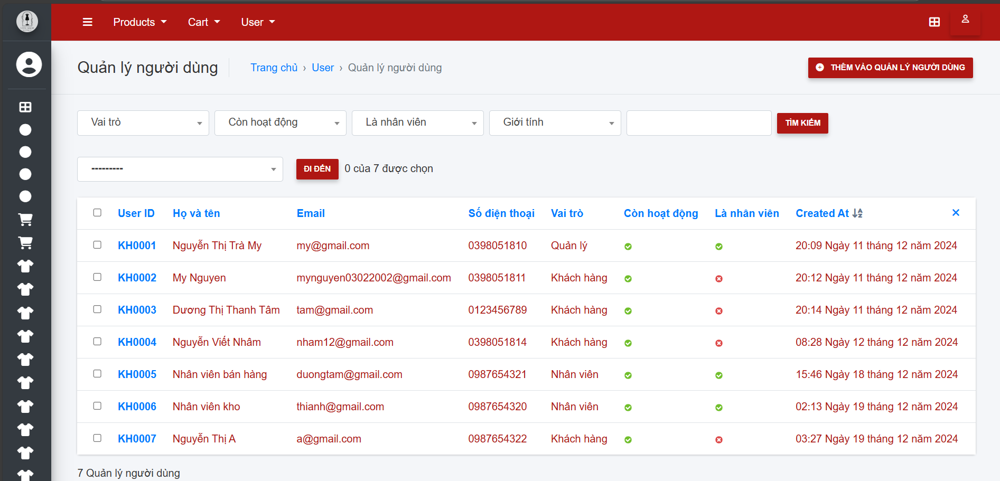 Products Cart User
Quản lý người dùng Trang chủ › User › Quản lý người dùng THÊM VÀO QUẢN LÝ NGƯỜI DÙNG
Vai trò Còn hoạt động Là nhân viên Giới tính TÌM KIẾM
--------- ĐI ĐẾN 0 của 7 được chọn
User ID Họ và tên Email Số điện thoại Vai trò Còn hoạt động Là nhân viên Created At
KH0001 Nguyễn Thị Trà My my@gmail.com 0398051810 Quản lý 20:09 Ngày 11 tháng 12 năm 2024
KH0002 My Nguyen mynguyen03022002@gmail.com 0398051811 Khách hàng 20:12 Ngày 11 tháng 12 năm 2024
KH0003 Dương Thị Thanh Tâm tam@gmail.com 0123456789 Khách hàng 20:14 Ngày 11 tháng 12 năm 2024
KH0004 Nguyễn Viết Nhâm nham12@gmail.com 0398051814 Khách hàng 08:28 Ngày 12 tháng 12 năm 2024
KH0005 Nhân viên bán hàng duongtam@gmail.com 0987654321 Nhân viên 15:46 Ngày 18 tháng 12 năm 2024
KH0006 Nhân viên kho thianh@gmail.com 0987654320 Nhân viên 02:13 Ngày 19 tháng 12 năm 2024
KH0007 Nguyễn Thị A a@gmail.com 0987654322 Khách hàng 03:27 Ngày 19 tháng 12 năm 2024
7 Quản lý người dùng